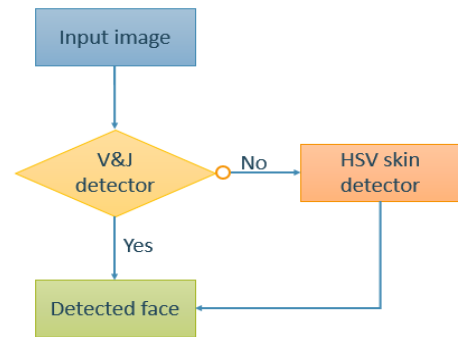 Input image
V&J
detector
No
HSV skin
detector
Yes
Detected face